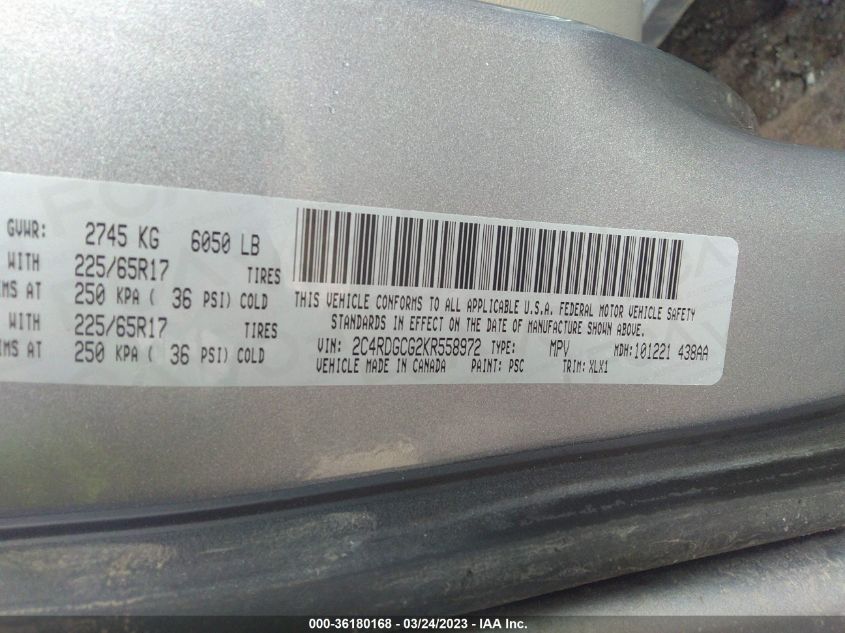 GVWR: 2745 KG 6050 LB
WITH 225/65R17 TIRES
IMS AT 250 KPA ( 36 PSI) COLD
WITH 225/65R17 TIRES
IMS AT 250 KPA ( 36 PSI) COLD
THIS VEHICLE CONFORMS TO ALL APPLICABLE U.S.A. FEDERAL MOTOR VEHICLE SAFETY
STANDARDS IN EFFECT ON THE DATE OF MANUFACTURE SHOWN ABOVE.
VIN: 2C4RDGCG2KR558972 TYPE: MPV MDH:101221 438AA
VEHICLE MADE IN CANADA PAINT: PSC TRIM: XLX1
000-36180168 - 03/24/2023 - IAA Inc.